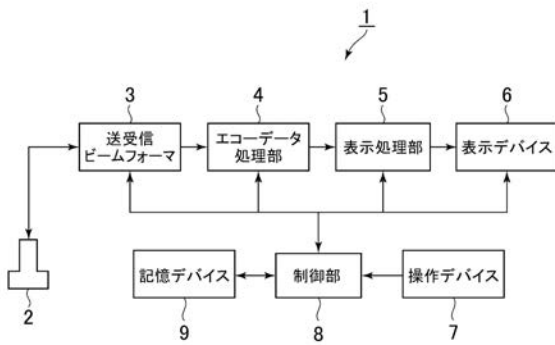 1
3
4
5
6
送受信
ビームフォーマ
エコーデータ
処理部
表示処理部
表示デバイス
記憶デバイス
制御部
操作デバイス
2
9
8
7